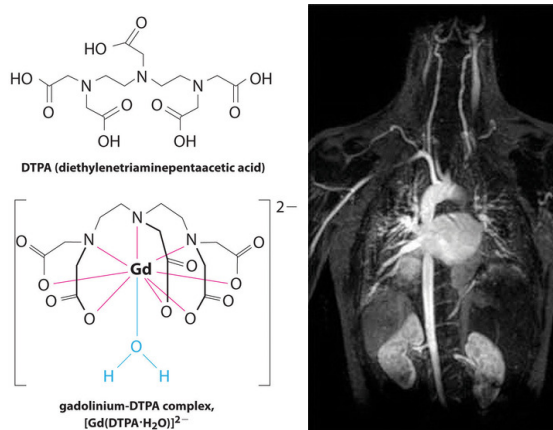 HO
O
O
HO
N
N
N
OH
O
O
O
OH
OH
DTPA (diethylenetriaminepentaacetic acid)
2−
N
N
N
O
O
O
O
O
Gd
O
O
O
O
O
O
H
H
gadolinium-DTPA complex,
[Gd(DTPA·H₂O)]²⁻